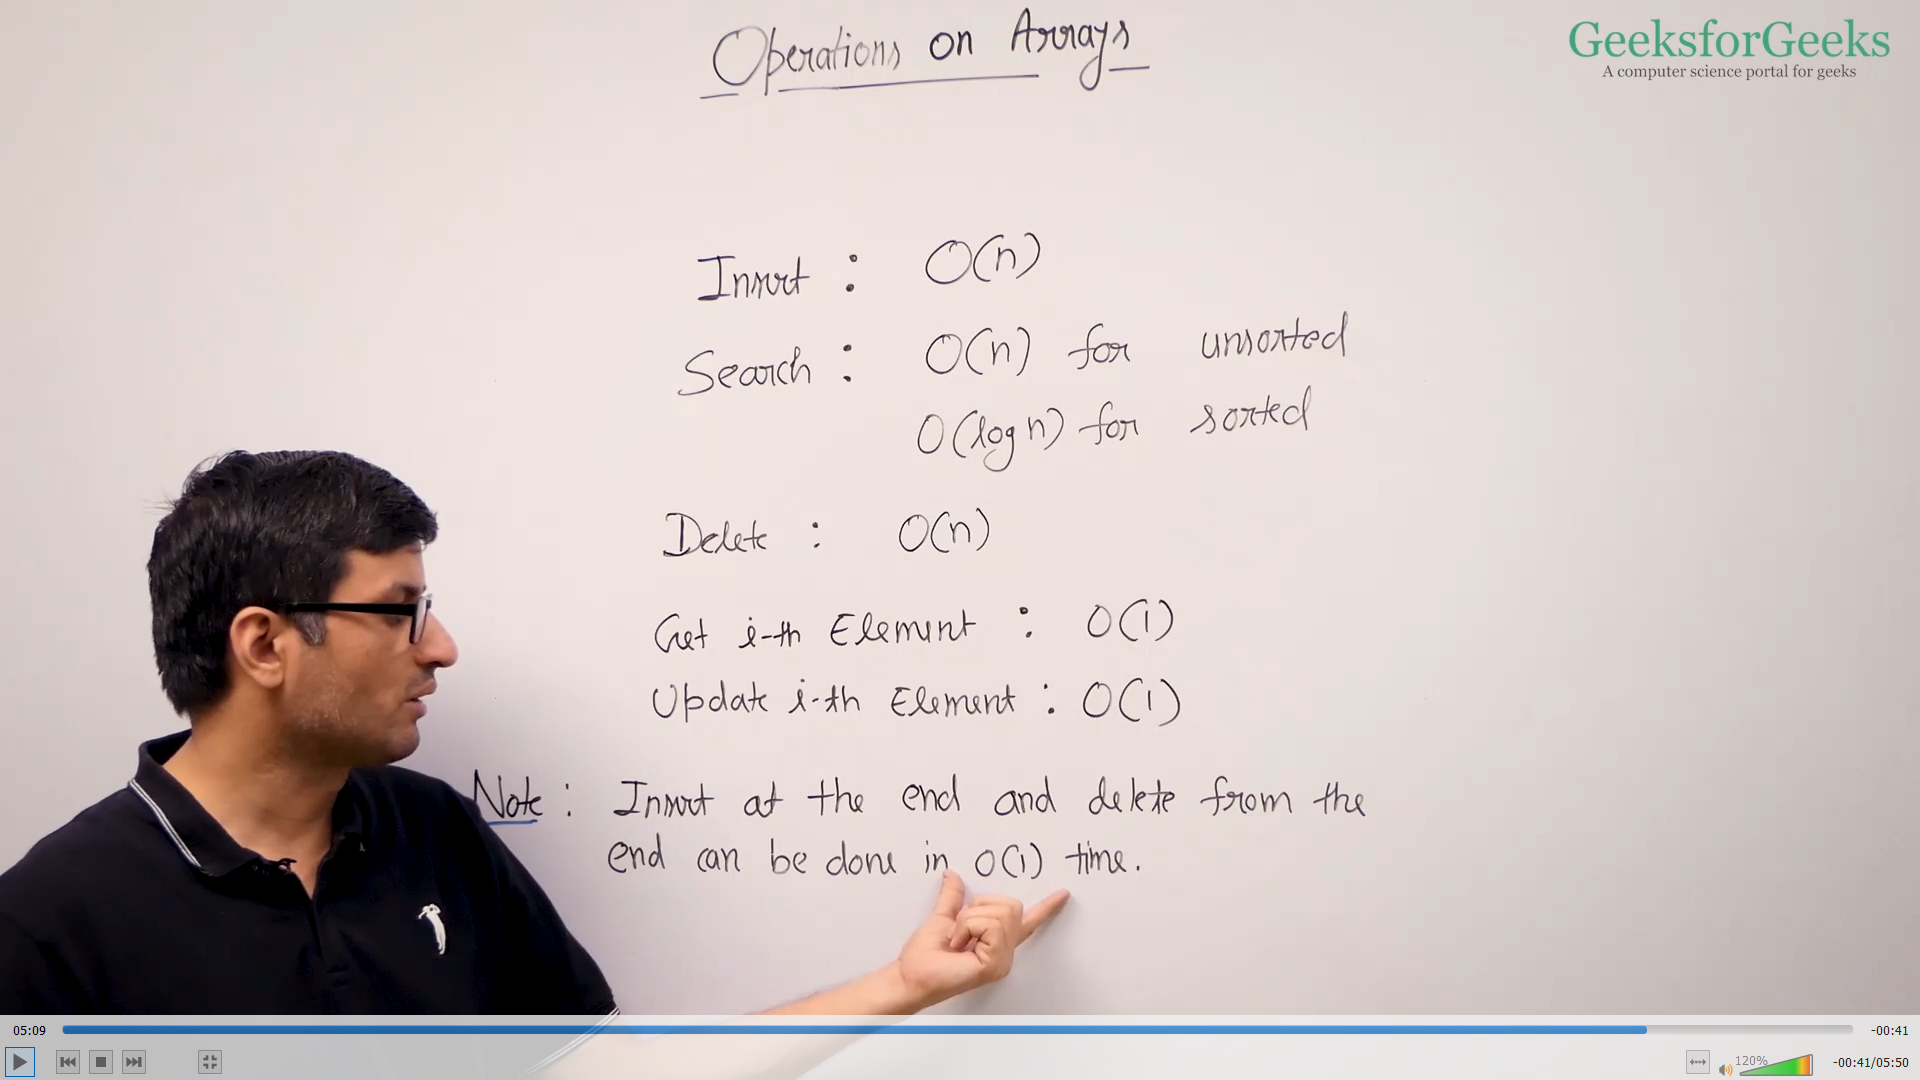 Operations on Arrays
GeeksforGeeks
A computer science portal for geeks
Insert : O(n)
Search : O(n) for unsorted
O(log n) for sorted
Delete : O(n)
Get i-th Element : O(1)
Update i-th Element : O(1)
Note : Insert at the end and delete from the
end can be done in O(1) time.
05:09
-00:41
120%
-00:41/05:50